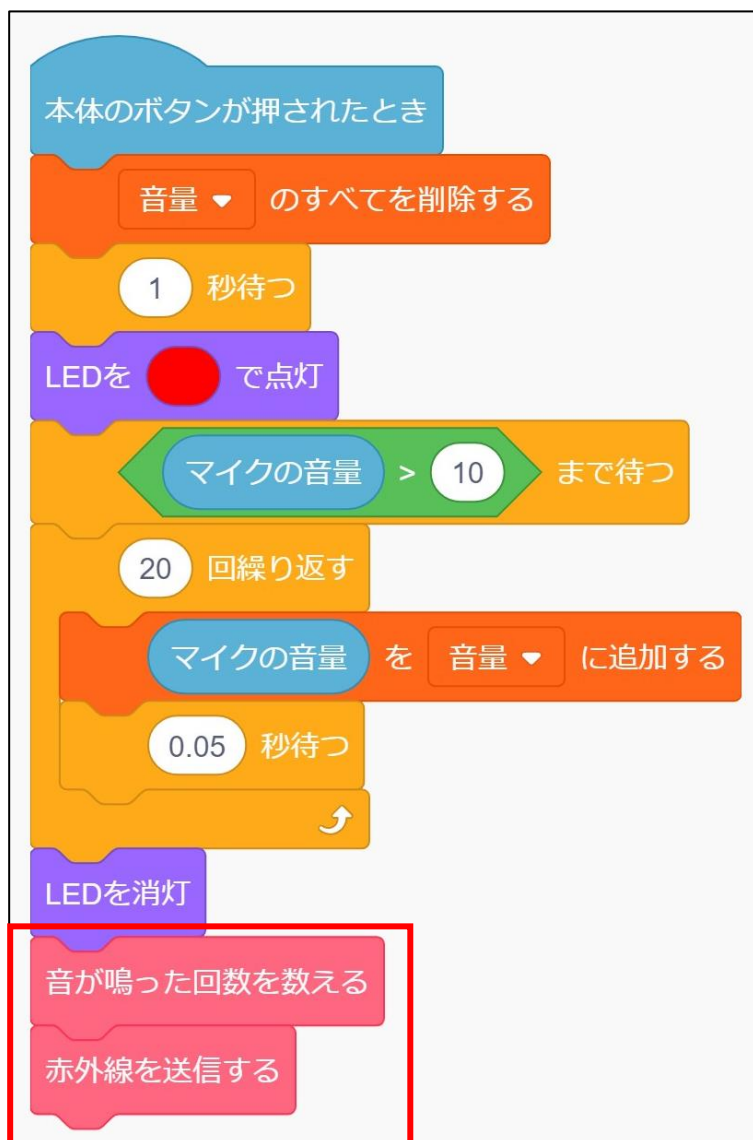 本体のボタンが押されたとき
音量 のすべてを削除する
1 秒待つ
LEDを で点灯
マイクの音量 > 10 まで待つ
20 回繰り返す
マイクの音量 を 音量 に追加する
0.05 秒待つ
LEDを消灯
音が鳴った回数を数える
赤外線を送信する